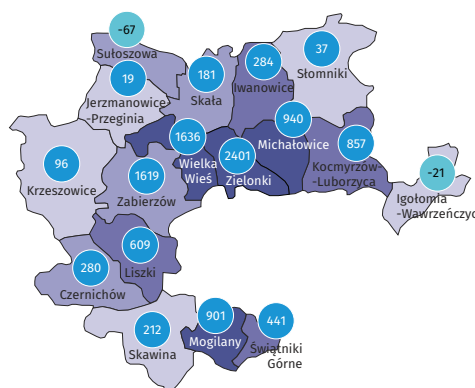 -67
Sułoszowa
37
Słomniki
284
Iwanowice
181
Skała
19
Jerzmanowice
-Przeginia
1636
Wielka
Wieś
2401
Zielonki
940
Michałowice
857
Kocmyrzów-
-Luborzyca
96
Krzeszowice
1619
Zabierzów
-21
Igołomia
-Wawrzeńczyc
609
Liszki
280
Czernichów
212
Skawina
901
Mogilany
441
Świątniki
Górne